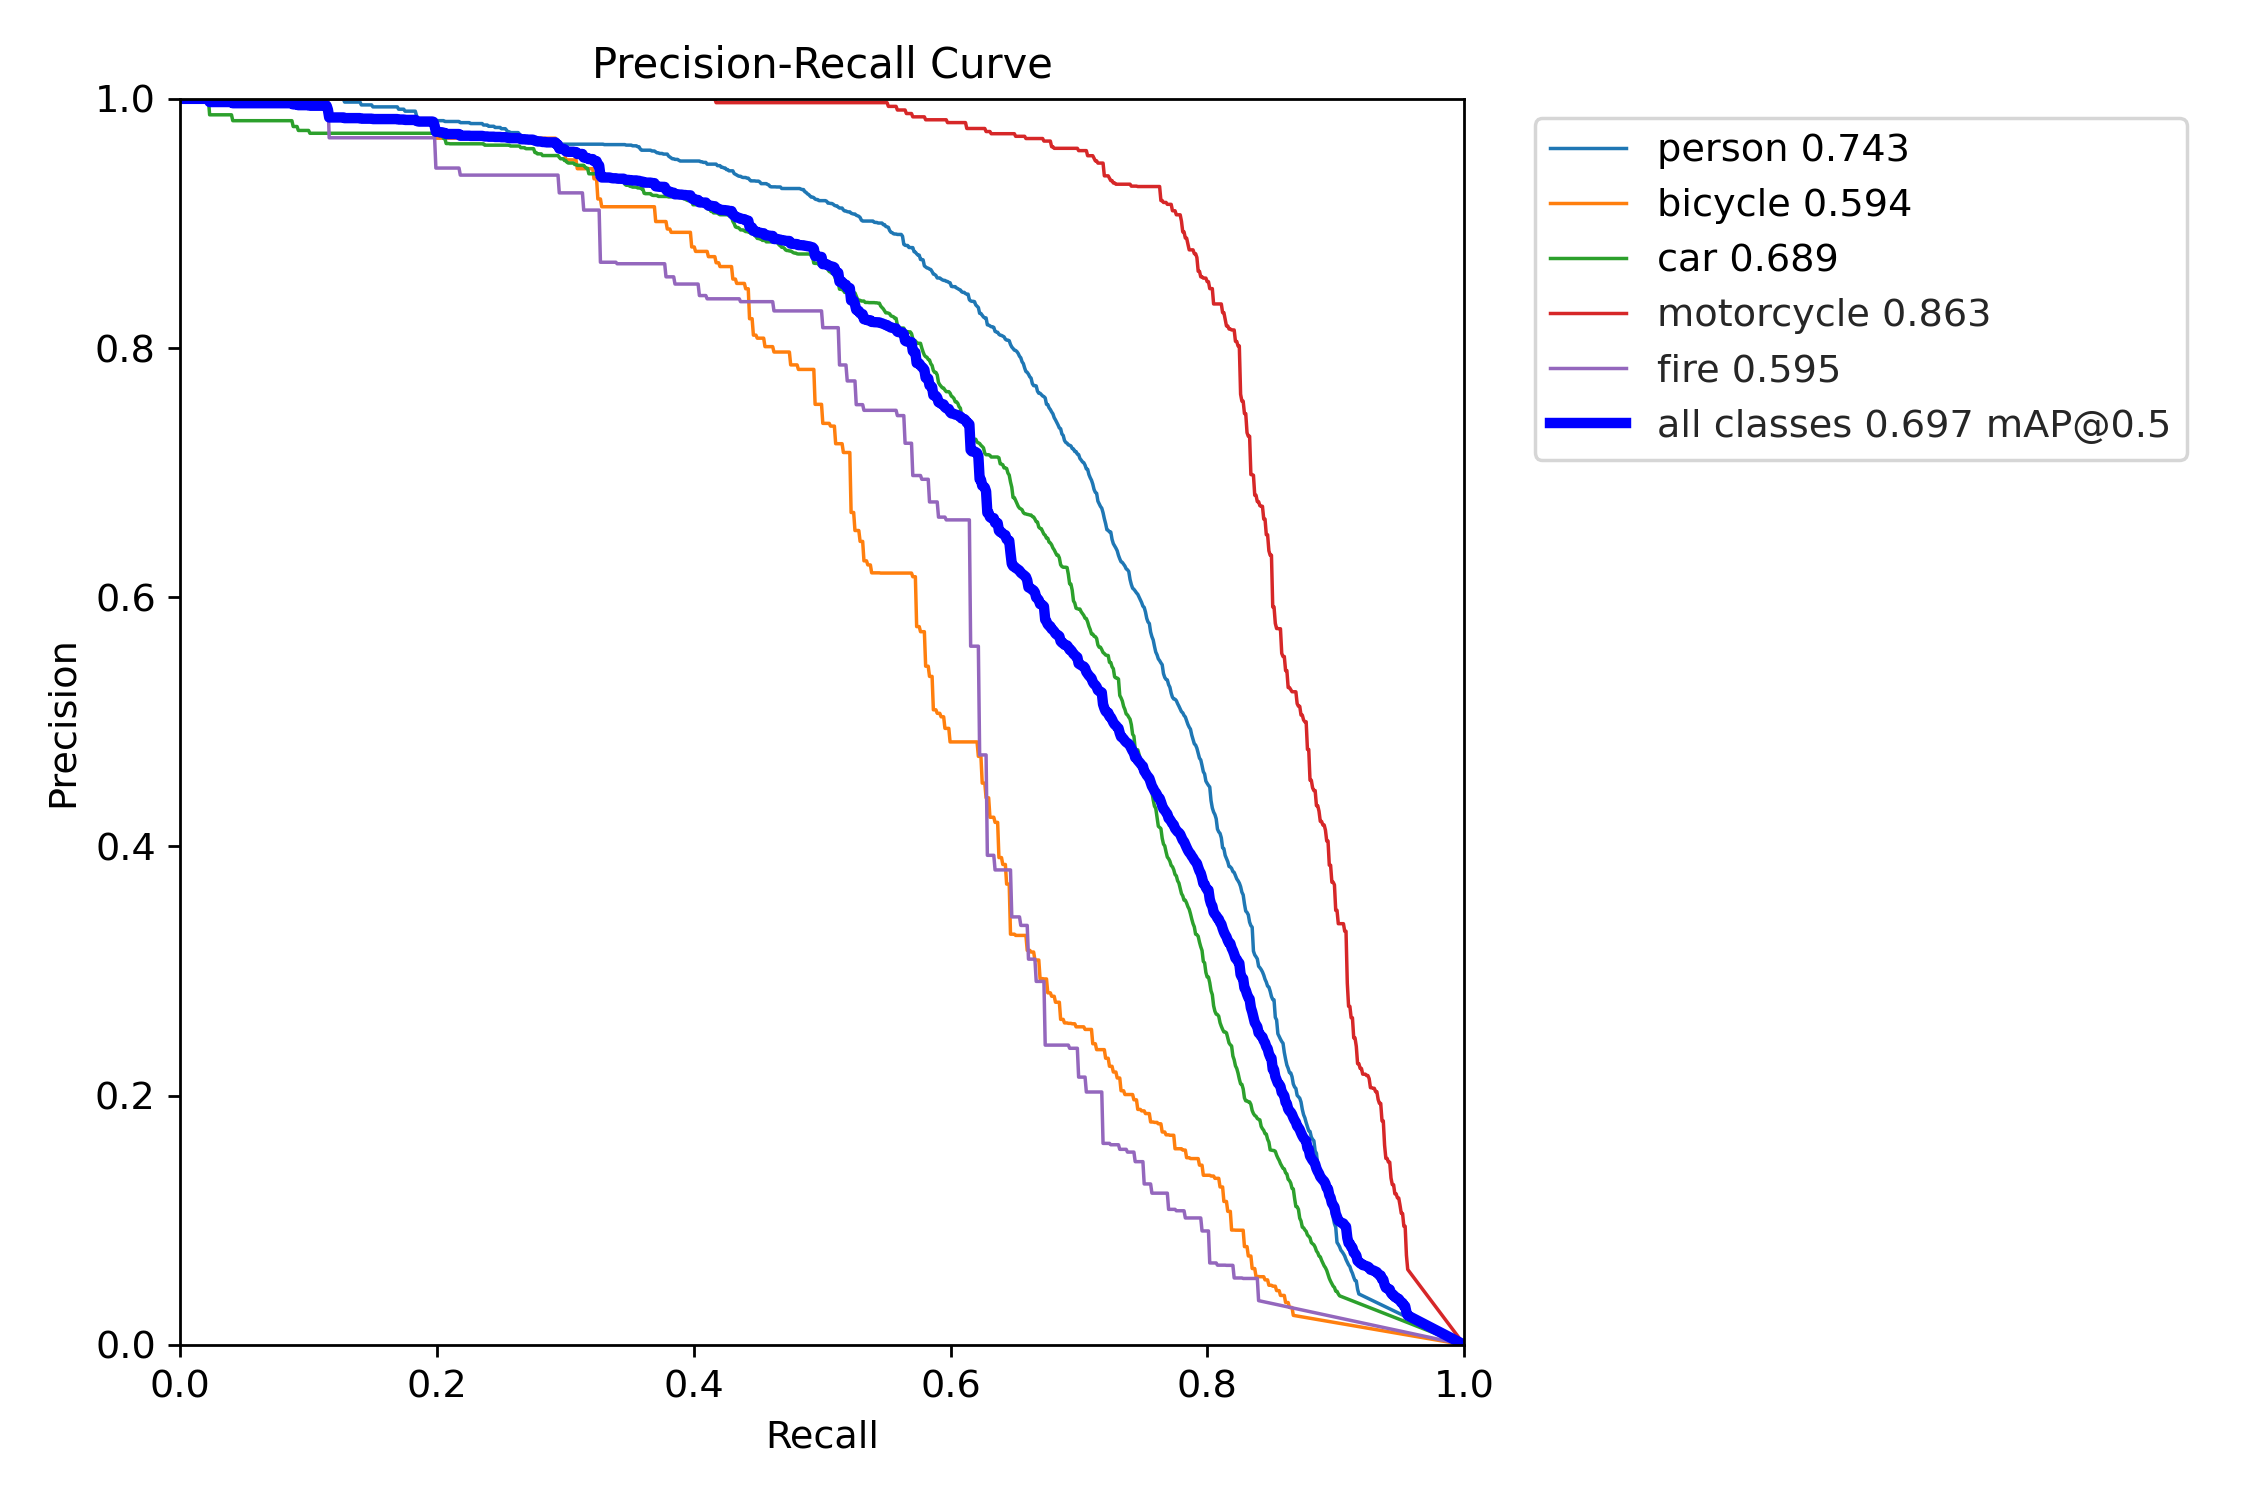 Precision-Recall Curve
1.0
0.8
0.6
0.4
0.2
0.0
Precision
0.0 0.2 0.4 0.6 0.8 1.0
Recall
person 0.743
bicycle 0.594
car 0.689
motorcycle 0.863
fire 0.595
all classes 0.697 mAP@0.5